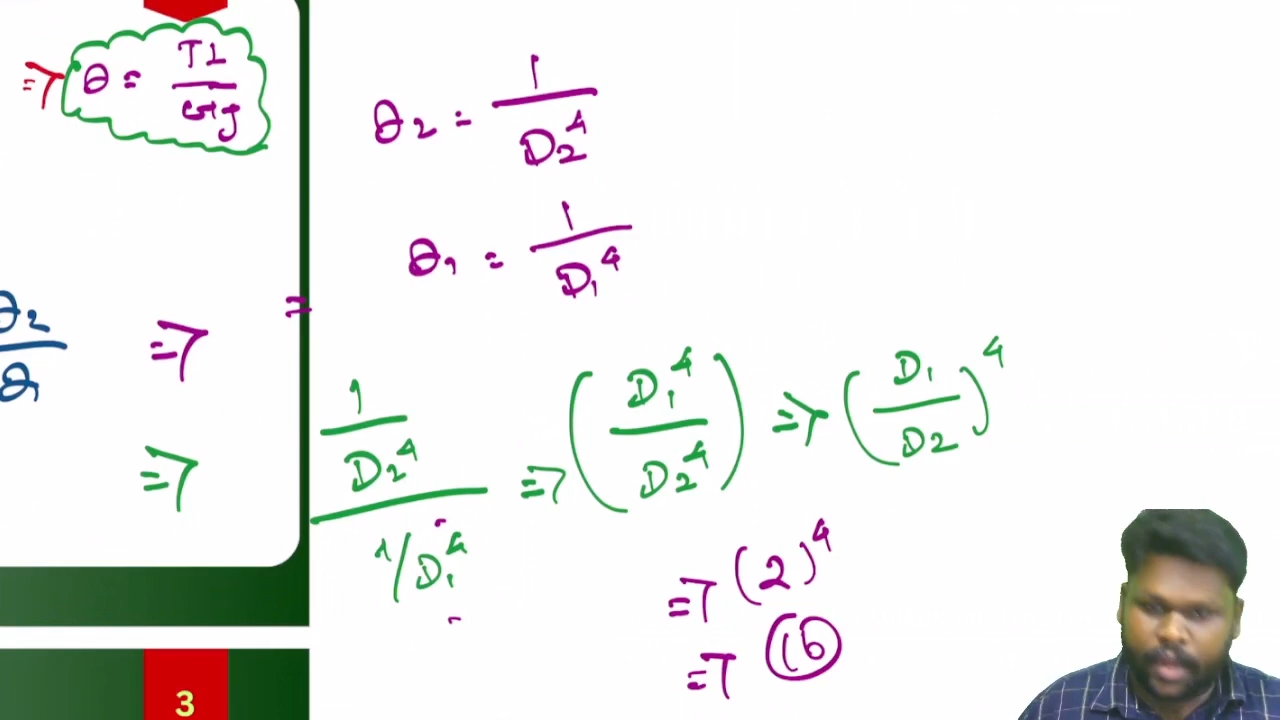 => θ = TL / GIp
θ2 = 1 / D2^4
θ1 = 1 / D1^4
θ2 / θ1 => =
=> (1 / D2^4) / (1/D1^4) => (D1^4 / D2^4) => (D1 / D2)^4
=> (2)^4
=> 16
3